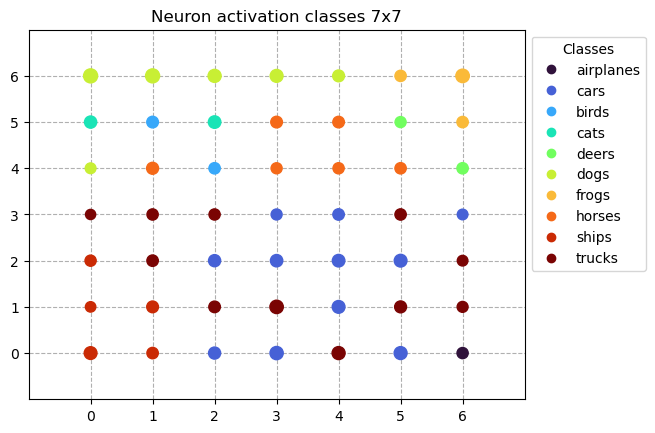 Neuron activation classes 7x7
6
5
4
3
2
1
0
0 1 2 3 4 5 6
Classes
airplanes
cars
birds
cats
deers
dogs
frogs
horses
ships
trucks